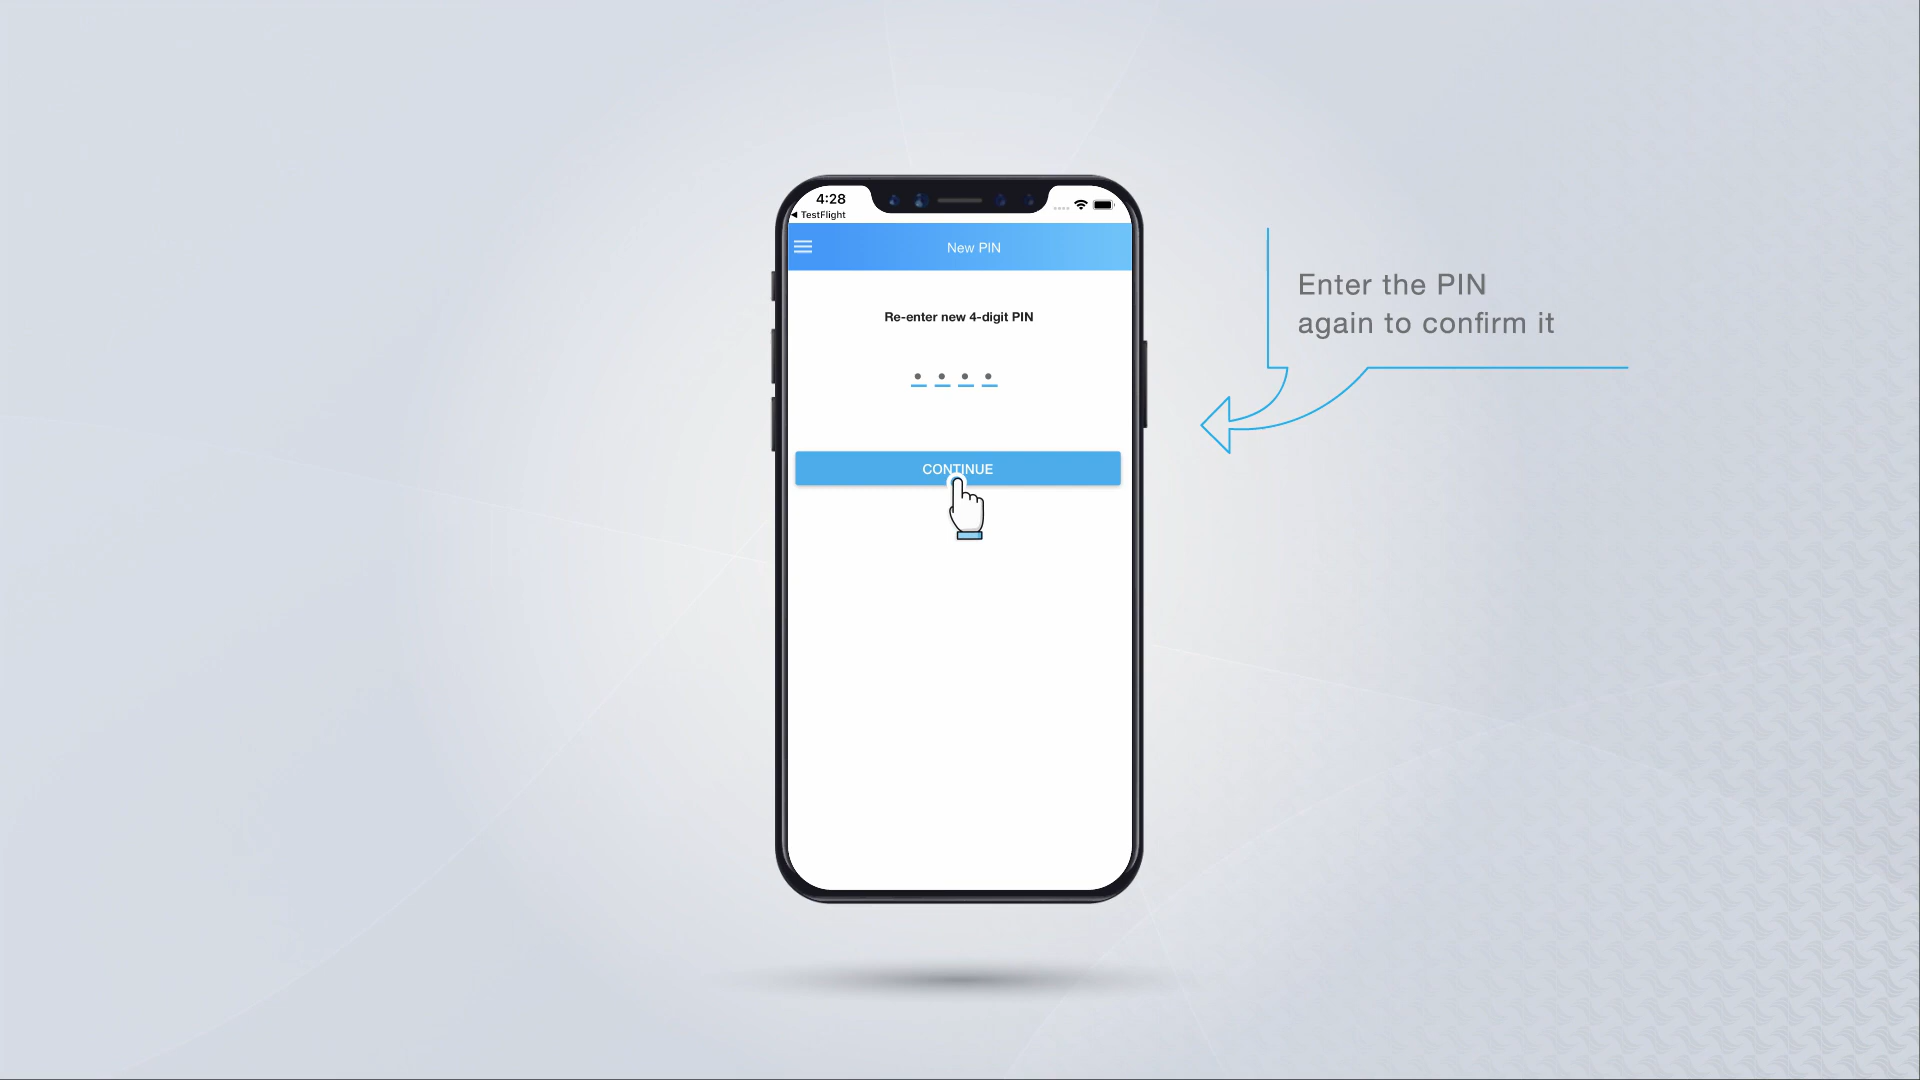 4:28
TestFlight
New PIN
Re-enter new 4-digit PIN
CONTINUE
Enter the PIN
again to confirm it